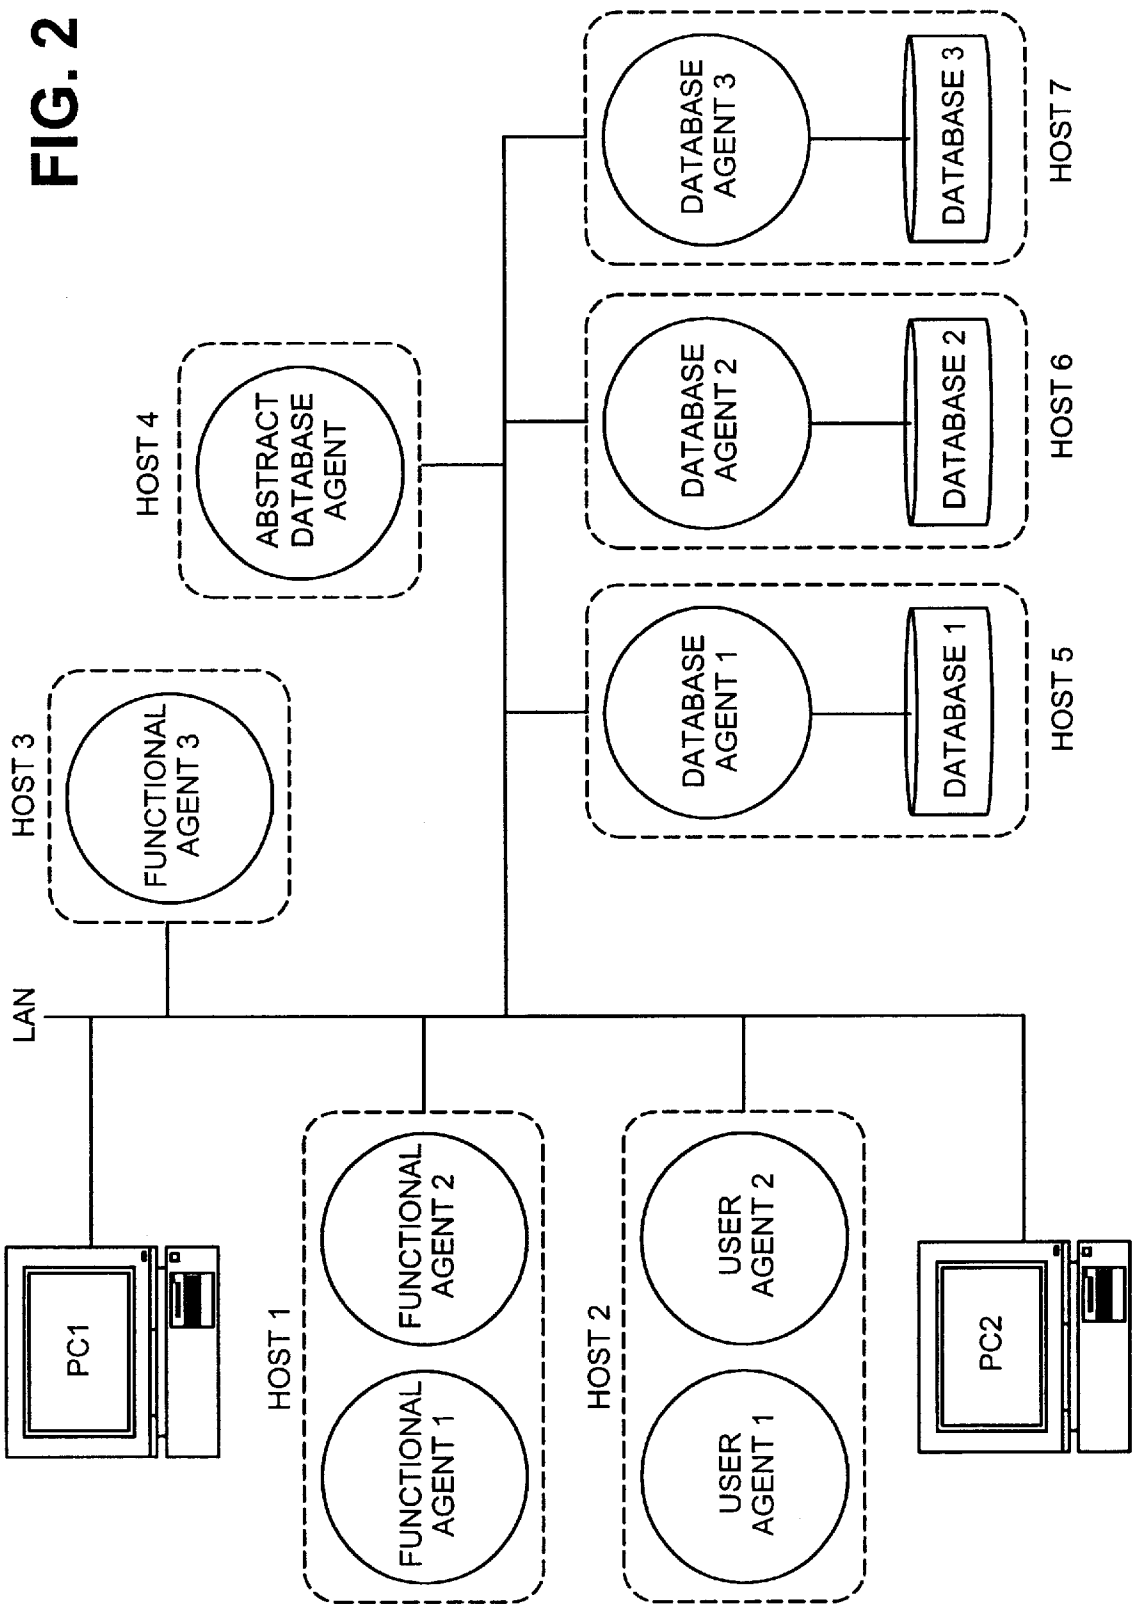 FIG. 2
PC1
LAN
HOST 3
FUNCTIONAL
AGENT 3
HOST 4
ABSTRACT
DATABASE
AGENT
HOST 1
FUNCTIONAL
AGENT 1
FUNCTIONAL
AGENT 2
HOST 2
USER
AGENT 1
USER
AGENT 2
PC2
DATABASE
AGENT 1
DATABASE 1
HOST 5
DATABASE
AGENT 2
DATABASE 2
HOST 6
DATABASE
AGENT 3
DATABASE 3
HOST 7